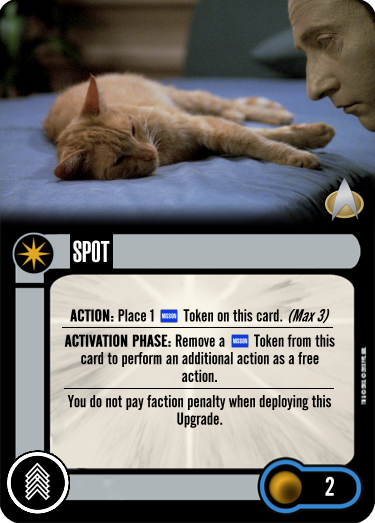 SPOT
ACTION: Place 1 MISSION Token on this card. (Max 3)
ACTIVATION PHASE: Remove a MISSION Token from this
card to perform an additional action as a free
action.
You do not pay faction penalty when deploying this
Upgrade.
2